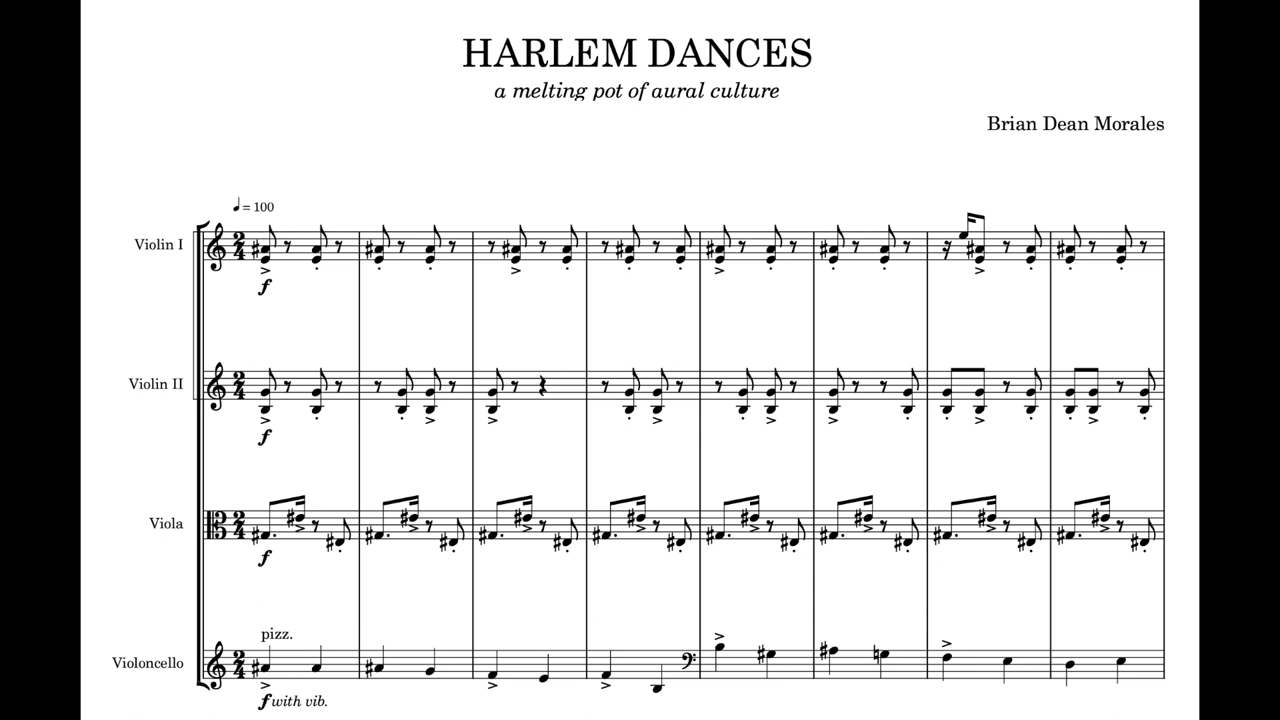 HARLEM DANCES
a melting pot of aural culture
Brian Dean Morales
♩ = 100
Violin I
f
Violin II
f
Viola
f
pizz.
Violoncello
f with vib.